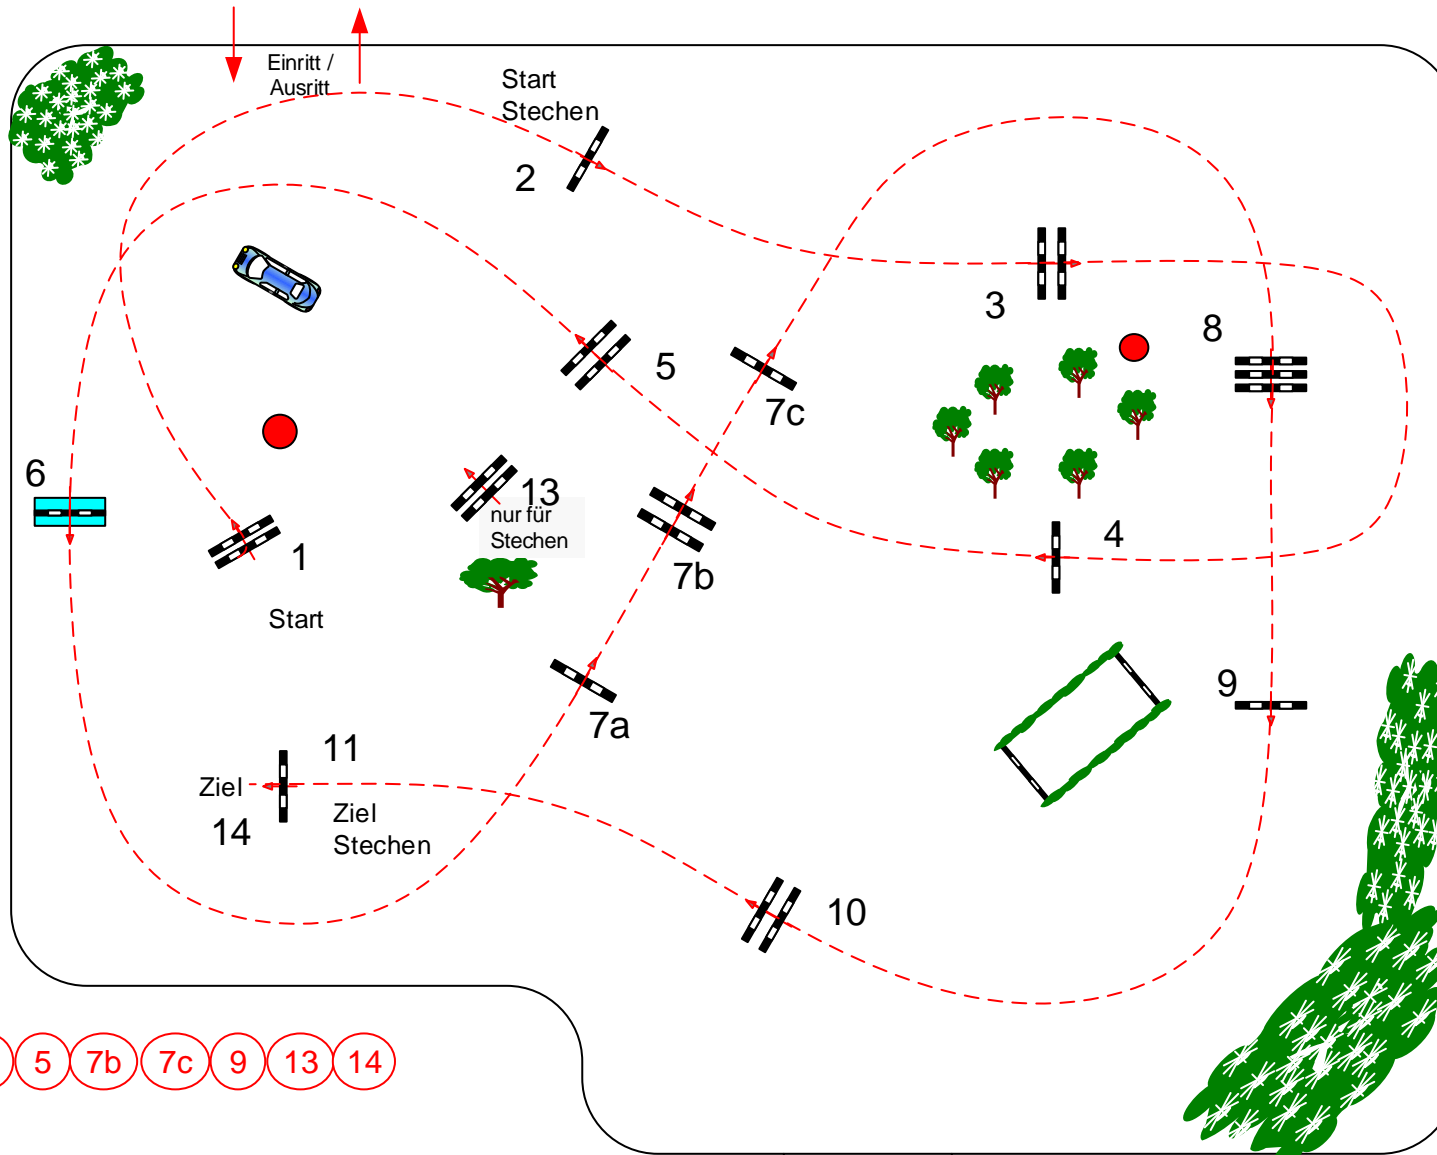 Einritt /
Ausritt
Start
Stechen
2
3
8
5
7c
6
13
nur für
Stechen
1
4
7b
Start
9
7a
11
Ziel
14
Ziel
Stechen
10
5 7b 7c 9 13 14